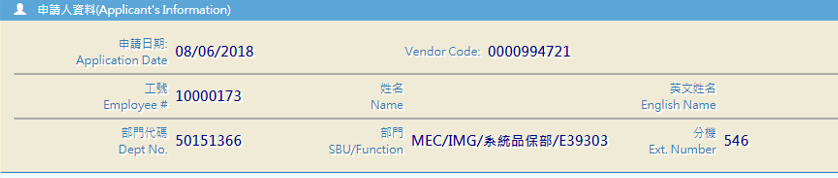 申請人資料(Applicant's Information)
申請日期:
Application Date
08/06/2018
Vendor Code:
0000994721
工號
Employee #
10000173
姓名
Name
英文姓名
English Name
部門代碼
Dept No.
50151366
部門
SBU/Function
MEC/IMG/系統品保部/E39303
分機
Ext. Number
546